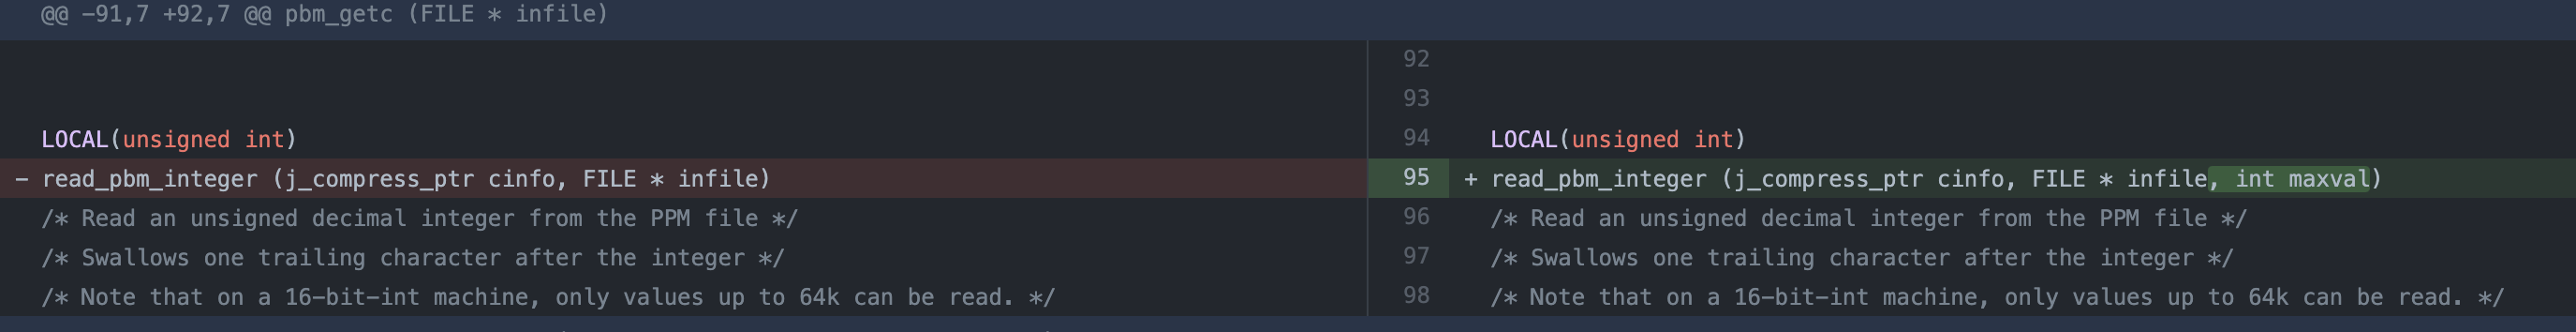 @@ -91,7 +92,7 @@ pbm_getc (FILE * infile)
92
93
LOCAL(unsigned int)
94 LOCAL(unsigned int)
- read_pbm_integer (j_compress_ptr cinfo, FILE * infile)
95 + read_pbm_integer (j_compress_ptr cinfo, FILE * infile, int maxval)
/* Read an unsigned decimal integer from the PPM file */
96 /* Read an unsigned decimal integer from the PPM file */
/* Swallows one trailing character after the integer */
97 /* Swallows one trailing character after the integer */
/* Note that on a 16-bit-int machine, only values up to 64k can be read. */
98 /* Note that on a 16-bit-int machine, only values up to 64k can be read. */